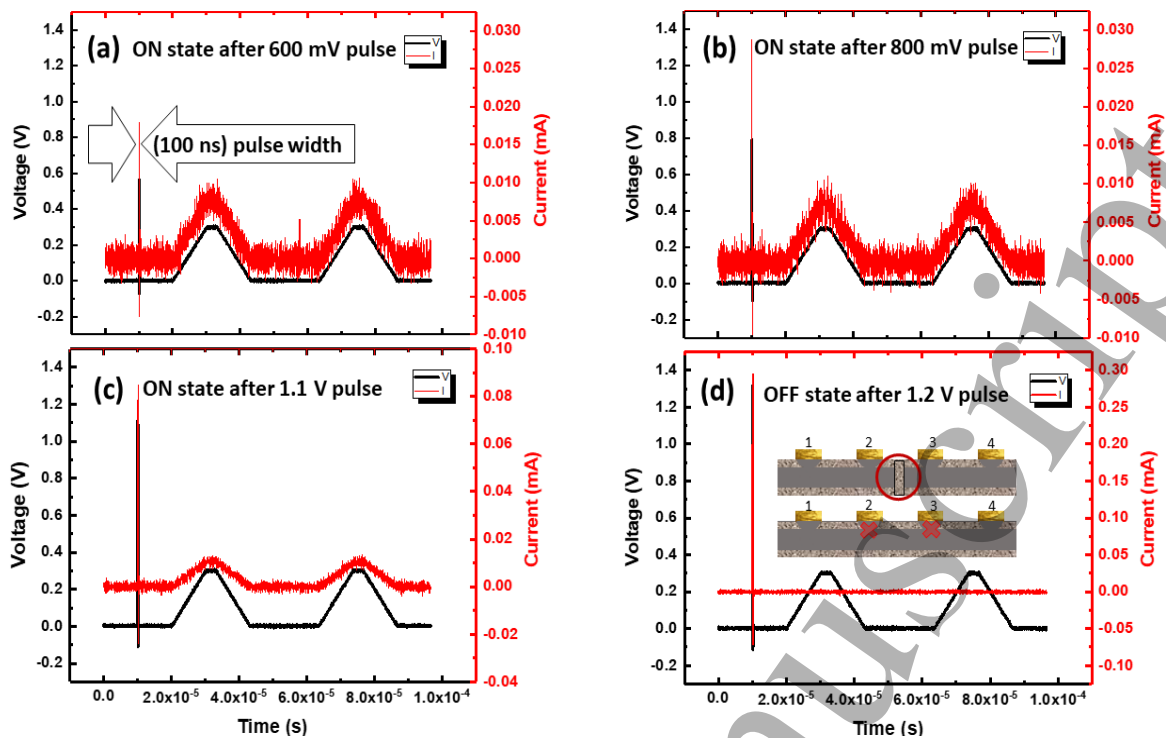 (a) ON state after 600 mV pulse
V
I
(100 ns) pulse width
1.4
1.2
1.0
0.8
0.6
0.4
0.2
0.0
-0.2
Voltage (V)
0.030
0.025
0.020
0.015
0.010
0.005
0.000
-0.005
-0.010
Current (mA)
(b) ON state after 800 mV pulse
V
I
1.4
1.2
1.0
0.8
0.6
0.4
0.2
0.0
-0.2
Voltage (V)
0.030
0.025
0.020
0.015
0.010
0.005
0.000
-0.005
-0.010
Current (mA)
(c) ON state after 1.1 V pulse
V
I
1.4
1.2
1.0
0.8
0.6
0.4
0.2
0.0
-0.2
Voltage (V)
0.10
0.08
0.06
0.04
0.02
0.00
-0.02
-0.04
Current (mA)
0.0 2.0x10-5 4.0x10-5 6.0x10-5 8.0x10-5 1.0x10-4
Time (s)
(d) OFF state after 1.2 V pulse
V
I
1 2 3 4
1 2 3 4
1.4
1.2
1.0
0.8
0.6
0.4
0.2
0.0
-0.2
Voltage (V)
0.30
0.25
0.20
0.15
0.10
0.05
0.00
-0.05
-0.10
Current (mA)
0.0 2.0x10-5 4.0x10-5 6.0x10-5 8.0x10-5 1.0x10-4
Time (s)
nuscript